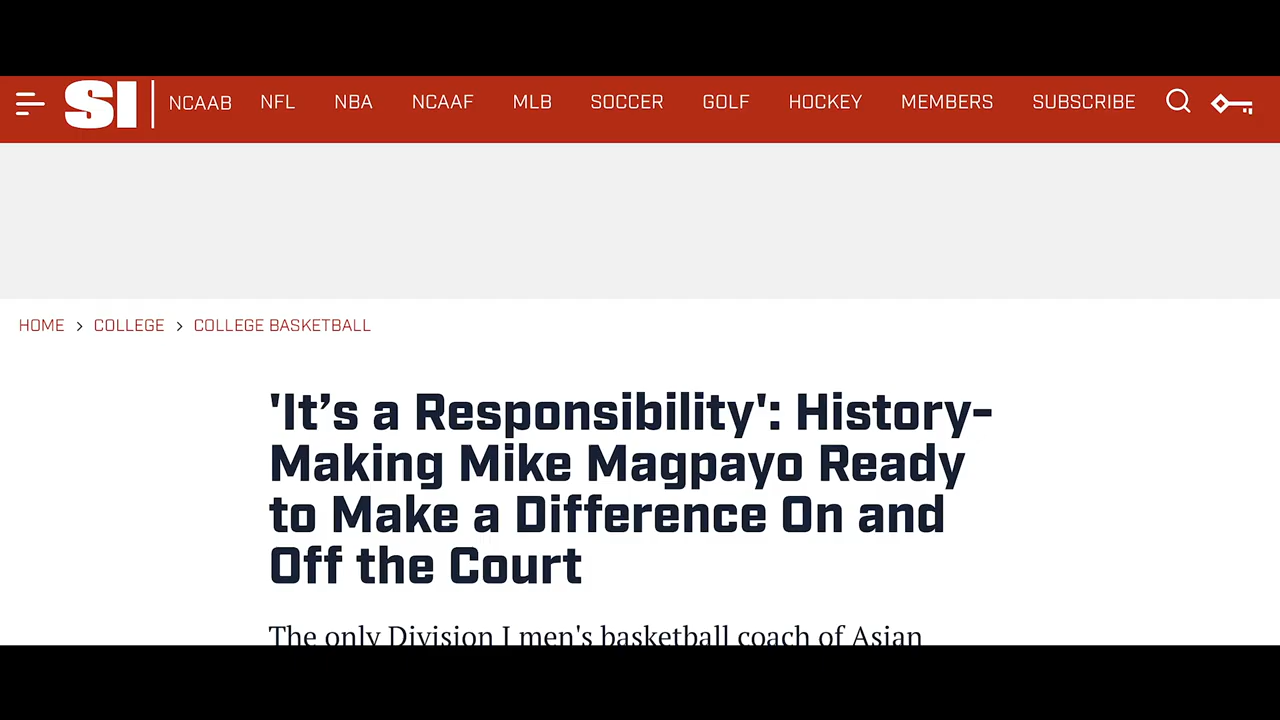 SI NCAAB NFL NBA NCAAF MLB SOCCER GOLF HOCKEY MEMBERS SUBSCRIBE
HOME > COLLEGE > COLLEGE BASKETBALL
'It’s a Responsibility': History-
Making Mike Magpayo Ready
to Make a Difference On and
Off the Court
The only Division I men's basketball coach of Asian